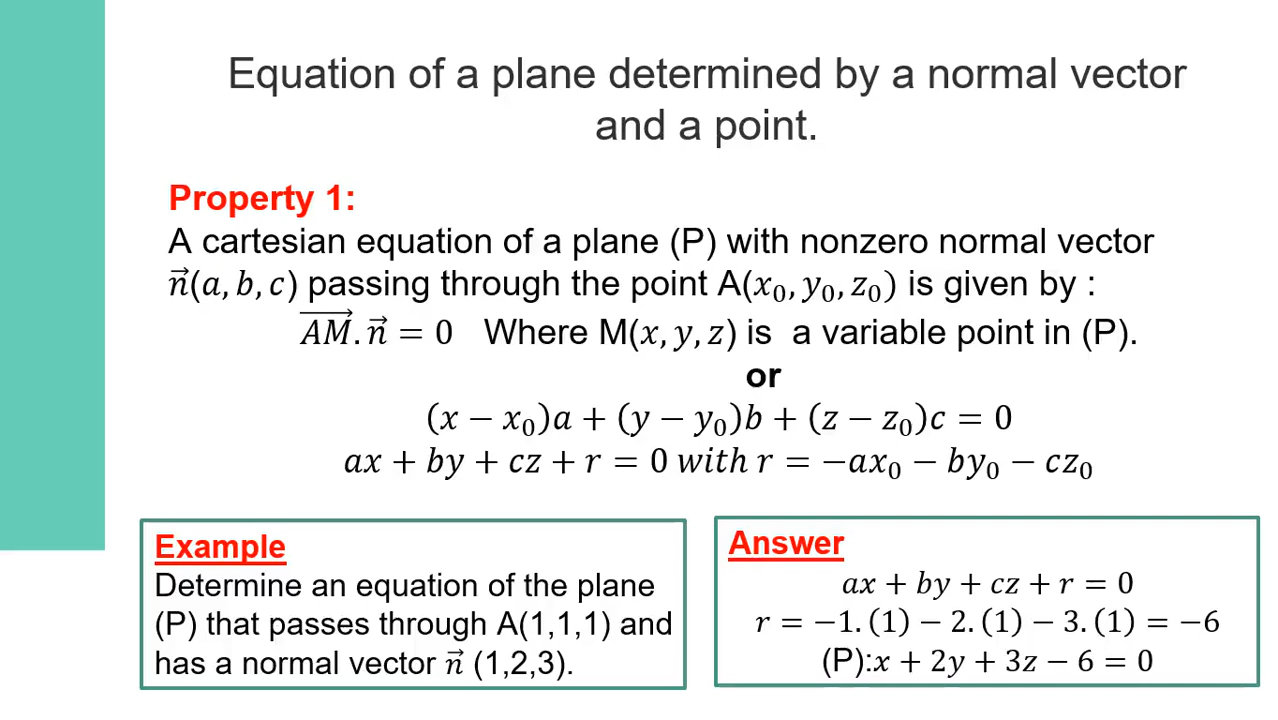 Equation of a plane determined by a normal vector
and a point.
Property 1:
A cartesian equation of a plane (P) with nonzero normal vector
n⃗(a, b, c) passing through the point A(x₀, y₀, z₀) is given by :
AM⃗. n⃗ = 0 Where M(x, y, z) is a variable point in (P).
or
(x − x₀)a + (y − y₀)b + (z − z₀)c = 0
ax + by + cz + r = 0 with r = −ax₀ − by₀ − cz₀
Example
Determine an equation of the plane
(P) that passes through A(1,1,1) and
has a normal vector n⃗ (1,2,3).
Answer
ax + by + cz + r = 0
r = −1. (1) − 2. (1) − 3. (1) = −6
(P):x + 2y + 3z − 6 = 0